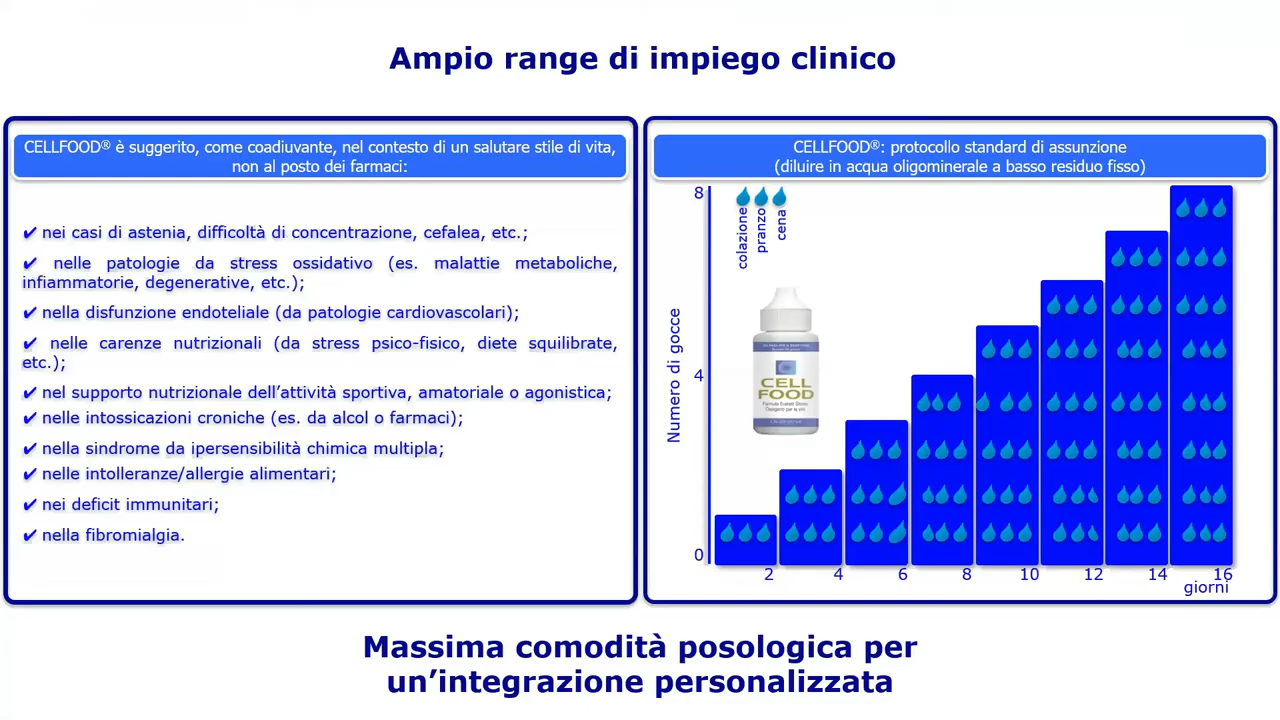 Ampio range di impiego clinico
CELLFOOD® è suggerito, come coadiuvante, nel contesto di un salutare stile di vita,
non al posto dei farmaci:
✔ nei casi di astenia, difficoltà di concentrazione, cefalea, etc.;
✔ nelle patologie da stress ossidativo (es. malattie metaboliche,
infiammatorie, degenerative, etc.);
✔ nella disfunzione endoteliale (da patologie cardiovascolari);
✔ nelle carenze nutrizionali (da stress psico-fisico, diete squilibrate,
etc.);
✔ nel supporto nutrizionale dell’attività sportiva, amatoriale o agonistica;
✔ nelle intossicazioni croniche (es. da alcol o farmaci);
✔ nella sindrome da ipersensibilità chimica multipla;
✔ nelle intolleranze/allergie alimentari;
✔ nei deficit immunitari;
✔ nella fibromialgia.
CELLFOOD®: protocollo standard di assunzione
(diluire in acqua oligominerale a basso residuo fisso)
8
4
0
Numero di gocce
colazione
pranzo
cena
CELL
FOOD
2 4 6 8 10 12 14 16
giorni
Massima comodità posologica per
un’integrazione personalizzata